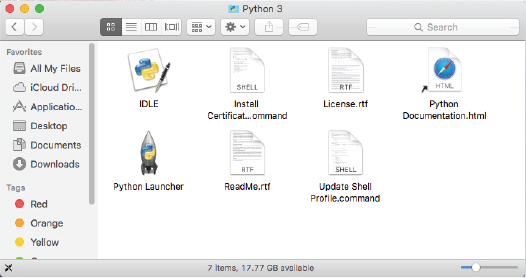 Python 3
Search
Favorites
All My Files
iCloud Dri...
Applicatio...
Desktop
Documents
Downloads
Tags
Red
Orange
Yellow
IDLE
SHELL
Install
Certificat...ommand
RTF
License.rtf
HTML
Python
Documentation.html
Python Launcher
RTF
ReadMe.rtf
SHELL
Update Shell
Profile.command
7 items, 17.77 GB available